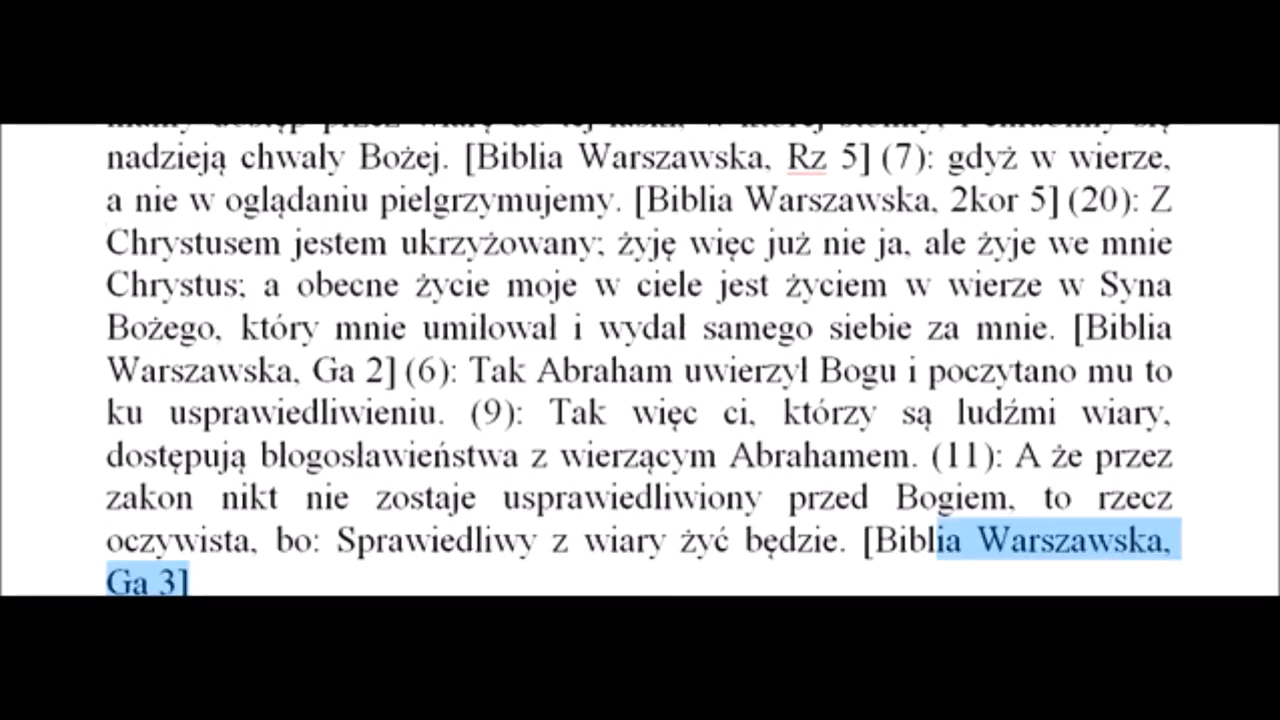 nadzieją chwały Bożej. [Biblia Warszawska, Rz 5] (7): gdyż w wierze,
a nie w oglądaniu pielgrzymujemy. [Biblia Warszawska, 2kor 5] (20): Z
Chrystusem jestem ukrzyżowany; żyję więc już nie ja, ale żyje we mnie
Chrystus; a obecne życie moje w ciele jest życiem w wierze w Syna
Bożego, który mnie umiłował i wydał samego siebie za mnie. [Biblia
Warszawska, Ga 2] (6): Tak Abraham uwierzył Bogu i poczytano mu to
ku usprawiedliwieniu. (9): Tak więc ci, którzy są ludźmi wiary,
dostępują błogosławieństwa z wierzącym Abrahamem. (11): A że przez
zakon nikt nie zostaje usprawiedliwiony przed Bogiem, to rzecz
oczywista, bo: Sprawiedliwy z wiary żyć będzie. [Biblia Warszawska,
Ga 3]